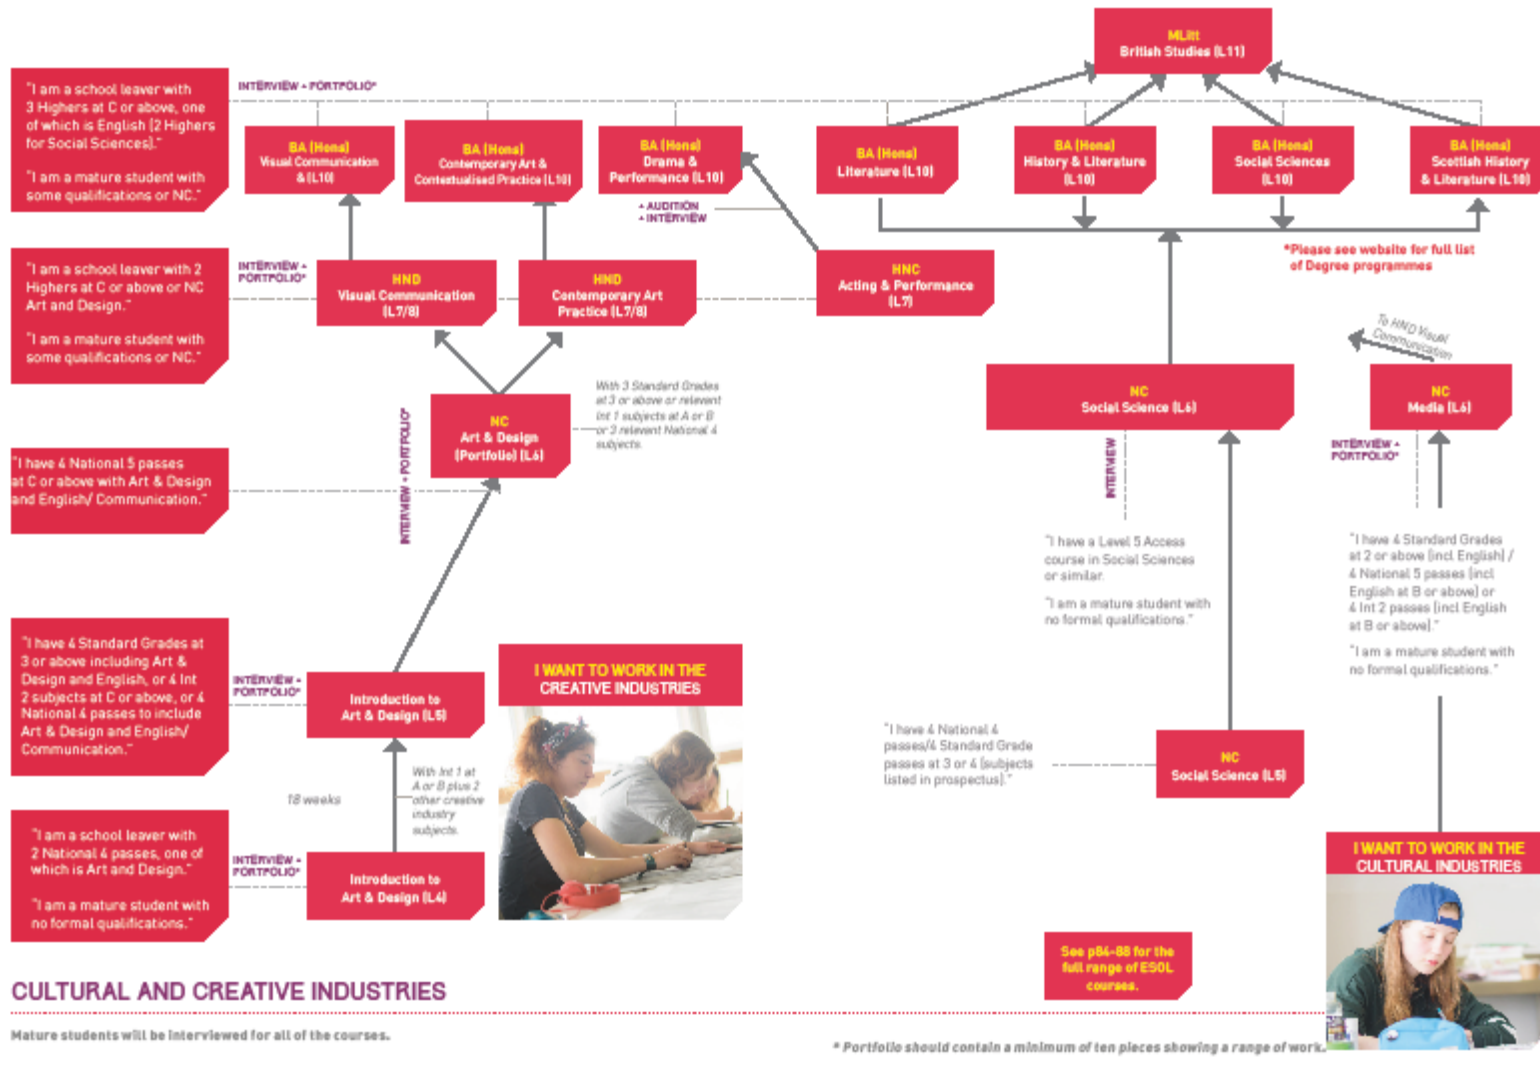 MLitt
British Studies (L11)
"I am a school leaver with
3 Highers at C or above, one
of which is English (2 Highers
for Social Sciences)."
"I am a mature student with
some qualifications or NC."
INTERVIEW + PORTFOLIO*
BA (Hons)
Visual Communication
& (L10)
BA (Hons)
Contemporary Art &
Contextualised Practice (L10)
BA (Hons)
Drama &
Performance (L10)
BA (Hons)
Literature (L10)
BA (Hons)
History & Literature
(L10)
BA (Hons)
Social Sciences
(L10)
BA (Hons)
Scottish History
& Literature (L10)
+ AUDITION
+ INTERVIEW
*Please see website for full list
of Degree programmes
"I am a school leaver with 2
Highers at C or above or NC
Art and Design."
"I am a mature student with
some qualifications or NC."
INTERVIEW +
PORTFOLIO*
HND
Visual Communication
(L7/8)
HND
Contemporary Art
Practice (L7/8)
HNC
Acting & Performance
(L7)
To HND Visual
Communication
NC
Art & Design
(Portfolio) (L6)
With 3 Standard Grades
at 3 or above or relevant
Int 1 subjects at A or B
or 3 relevant National 4
subjects.
NC
Social Science (L6)
NC
Media (L6)
INTERVIEW + PORTFOLIO*
"I have 4 National 5 passes
at C or above with Art & Design
and English/ Communication."
INTERVIEW
INTERVIEW +
PORTFOLIO*
"I have a Level 5 Access
course in Social Sciences
or similar.
"I am a mature student with
no formal qualifications."
"I have 4 Standard Grades
at 2 or above (incl English) /
4 National 5 passes (incl
English at B or above) or
4 Int 2 passes (incl English
at B or above)."
"I am a mature student with
no formal qualifications."
"I have 4 Standard Grades at
3 or above including Art &
Design and English, or 4 Int
2 subjects at C or above, or 4
National 4 passes to include
Art & Design and English/
Communication."
INTERVIEW +
PORTFOLIO*
Introduction to
Art & Design (L5)
I WANT TO WORK IN THE
CREATIVE INDUSTRIES
"I have 4 National 4
passes/4 Standard Grade
passes at 3 or 4 (subjects
listed in prospectus)."
NC
Social Science (L5)
18 weeks
With Int 1 at
A or B plus 2
other creative
industry
subjects.
"I am a school leaver with
2 National 4 passes, one of
which is Art and Design."
"I am a mature student with
no formal qualifications."
INTERVIEW +
PORTFOLIO*
Introduction to
Art & Design (L4)
I WANT TO WORK IN THE
CULTURAL INDUSTRIES
See p84-88 for the
full range of ESOL
courses.
CULTURAL AND CREATIVE INDUSTRIES
Mature students will be interviewed for all of the courses.
* Portfolio should contain a minimum of ten pieces showing a range of work.